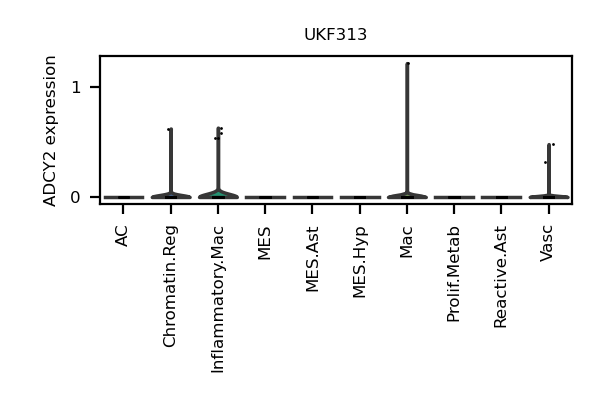 UKF313
ADCY2 expression
1
0
AC
Chromatin.Reg
Inflammatory.Mac
MES
MES.Ast
MES.Hyp
Mac
Prolif.Metab
Reactive.Ast
Vasc